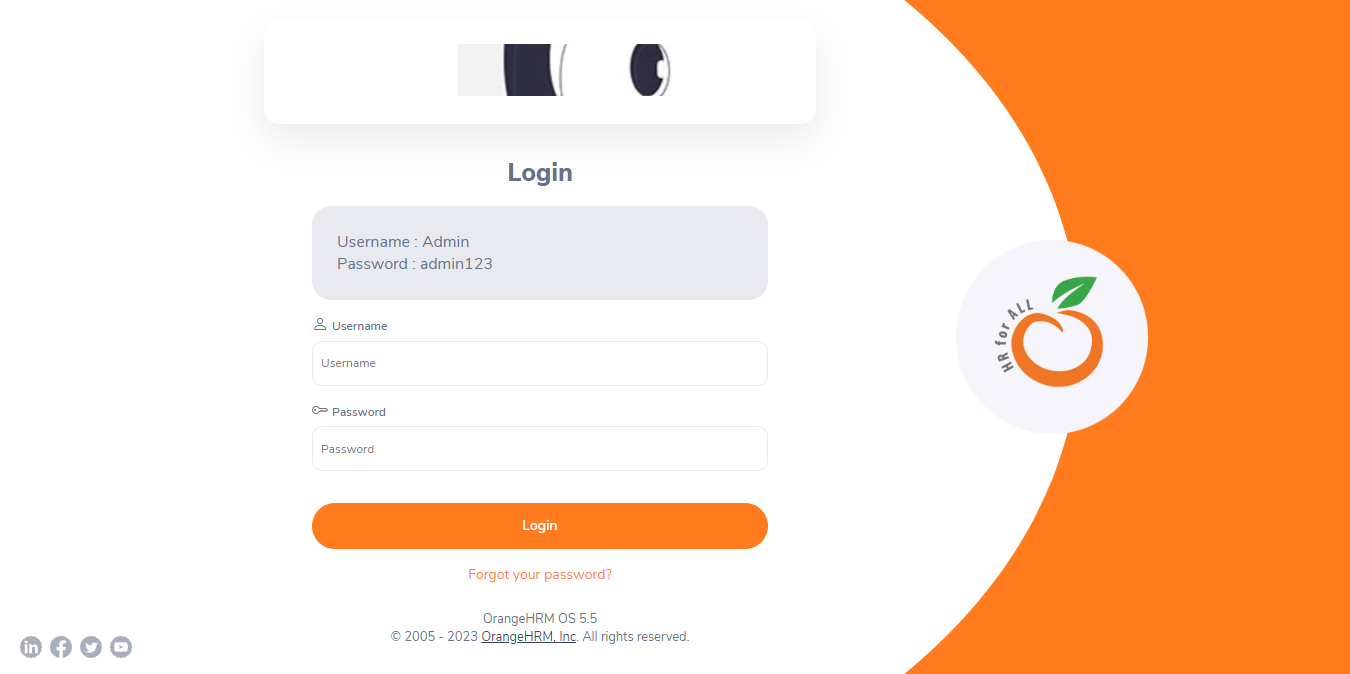 Login
Username : Admin
Password : admin123
Username
Username
Password
Password
Login
Forgot your password?
OrangeHRM OS 5.5
© 2005 - 2023 OrangeHRM, Inc. All rights reserved.
HR for ALL